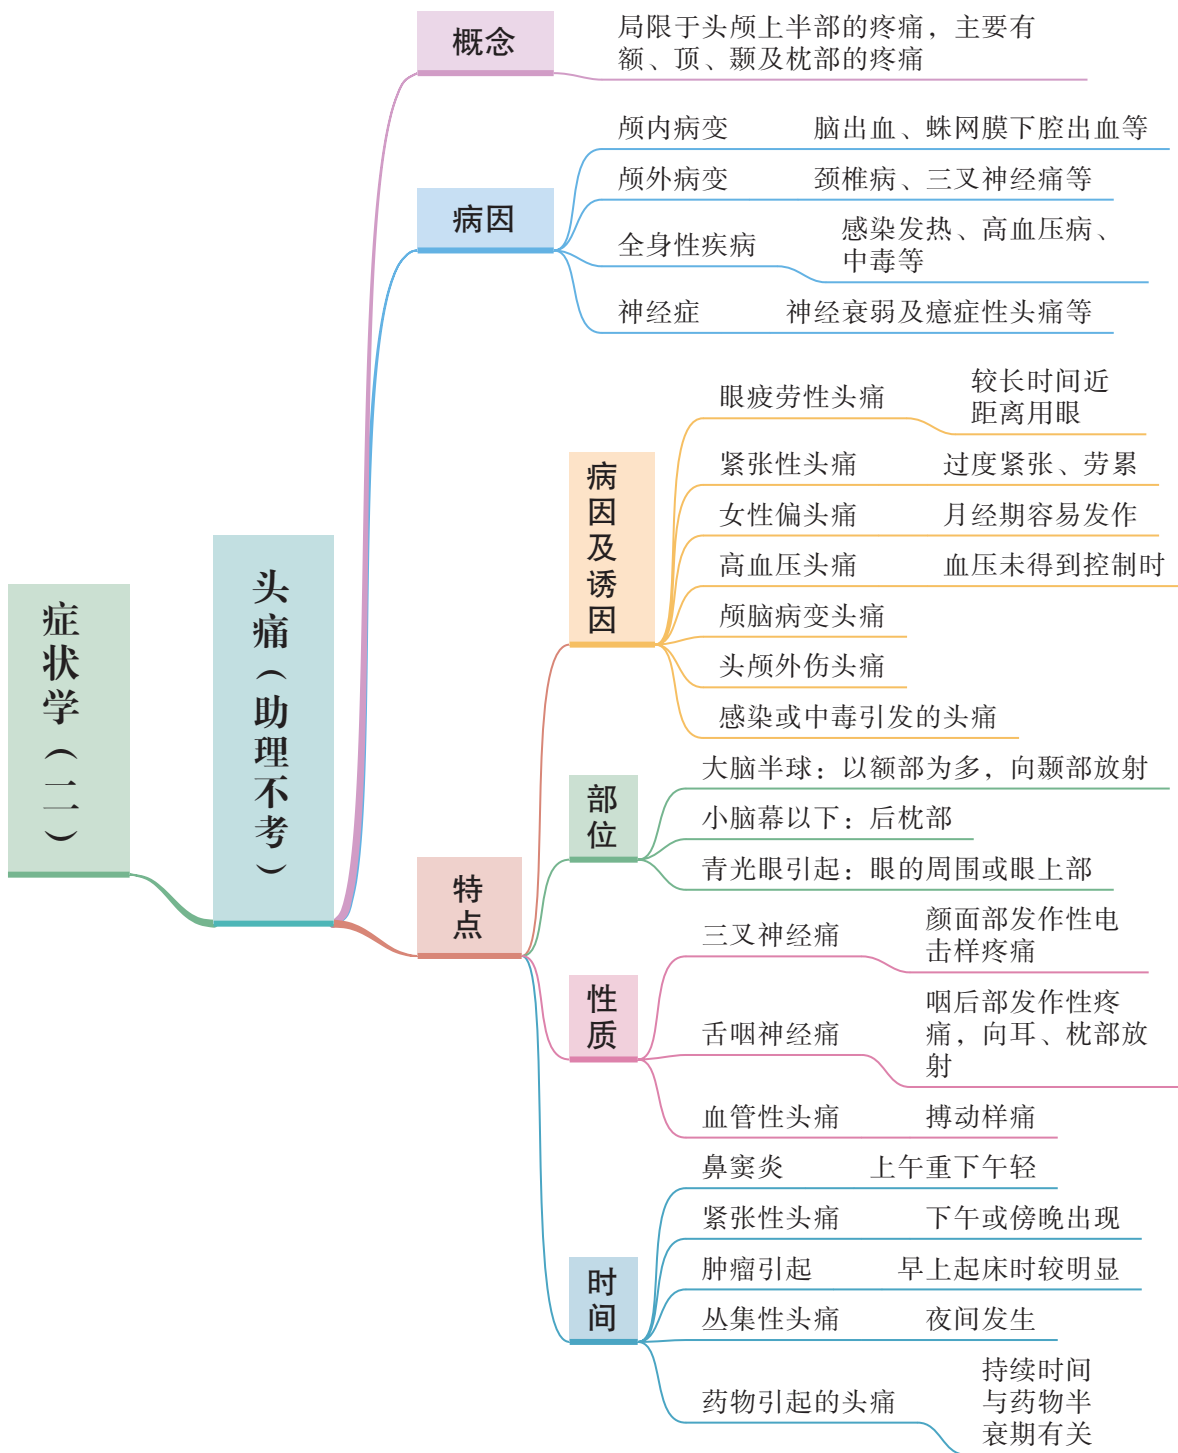 症状学（二）
头痛（助理不考）
概念
局限于头颅上半部的疼痛，主要有
额、顶、颞及枕部的疼痛
病因
颅内病变 脑出血、蛛网膜下腔出血等
颅外病变 颈椎病、三叉神经痛等
全身性疾病
感染发热、高血压病、
中毒等
神经症 神经衰弱及癔症性头痛等
特点
病因及诱因
眼疲劳性头痛
较长时间近
距离用眼
紧张性头痛 过度紧张、劳累
女性偏头痛 月经期容易发作
高血压头痛 血压未得到控制时
颅脑病变头痛
头颅外伤头痛
感染或中毒引发的头痛
部位
大脑半球：以额部为多，向颞部放射
小脑幕以下：后枕部
青光眼引起：眼的周围或眼上部
性质
三叉神经痛
颜面部发作性电
击样疼痛
舌咽神经痛
咽后部发作性疼
痛，向耳、枕部放
射
血管性头痛 搏动样痛
时间
鼻窦炎 上午重下午轻
紧张性头痛 下午或傍晚出现
肿瘤引起 早上起床时较明显
丛集性头痛 夜间发生
药物引起的头痛
持续时间
与药物半
衰期有关